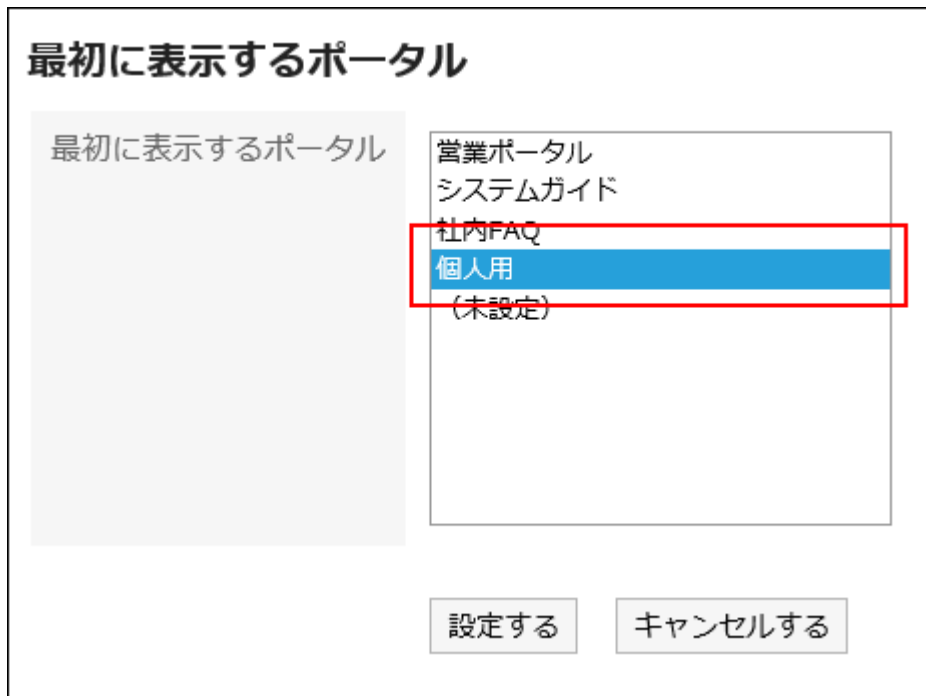 最初に表示するポータル
最初に表示するポータル
営業ポータル
システムガイド
社内FAQ
個人用
（未設定）
設定する
キャンセルする